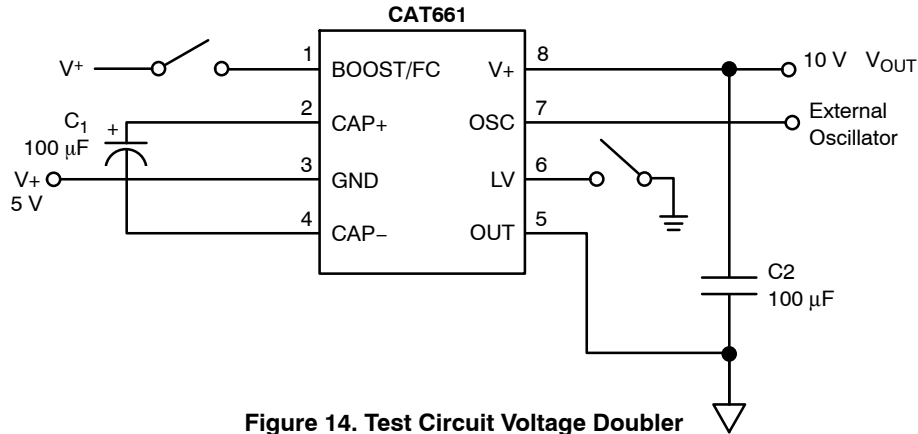 CAT661
V+
1
BOOST/FC
V+
8
10 V VOUT
C1
100 μF
+
2
CAP+
OSC
7
External
Oscillator
V+
5 V
3
GND
LV
6
4
CAP−
OUT
5
C2
100 μF
Figure 14. Test Circuit Voltage Doubler